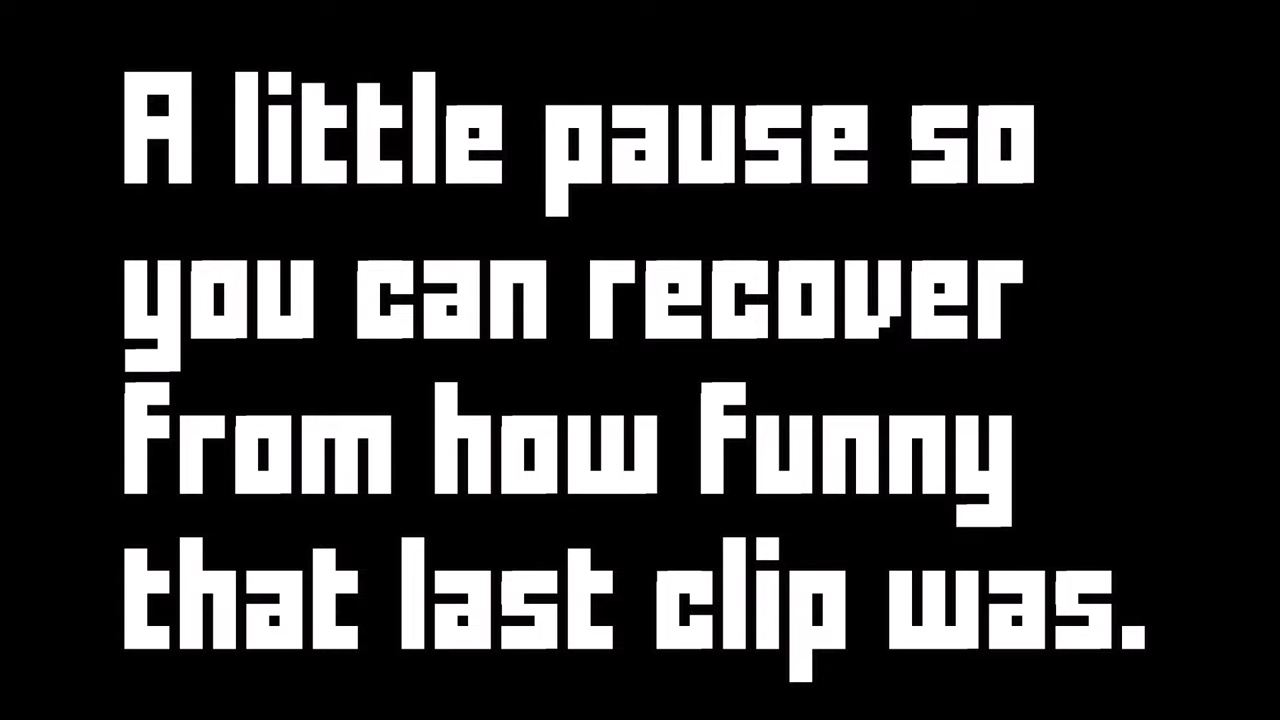 A little pause so
you can recover
from how funny
that last clip was.